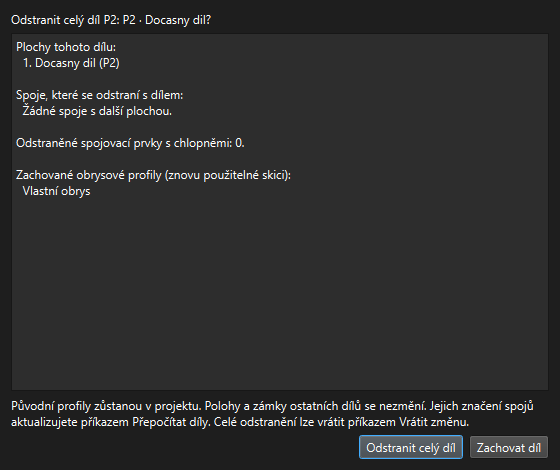 Odstranit celý díl P2: P2 · Docasny dil?
Plochy tohoto dílu:
1. Docasny dil (P2)
Spoje, které se odstraní s dílem:
Žádné spoje s další plochou.
Odstraněné spojovací prvky s chlopněmi: 0.
Zachované obrysové profily (znovu použitelné skici):
Vlastní obrys
Původní profily zůstanou v projektu. Polohy a zámky ostatních dílů se nezmění. Jejich značení spojů
aktualizujete příkazem Přepočítat díly. Celé odstranění lze vrátit příkazem Vrátit změnu.
Odstranit celý díl
Zachovat díl